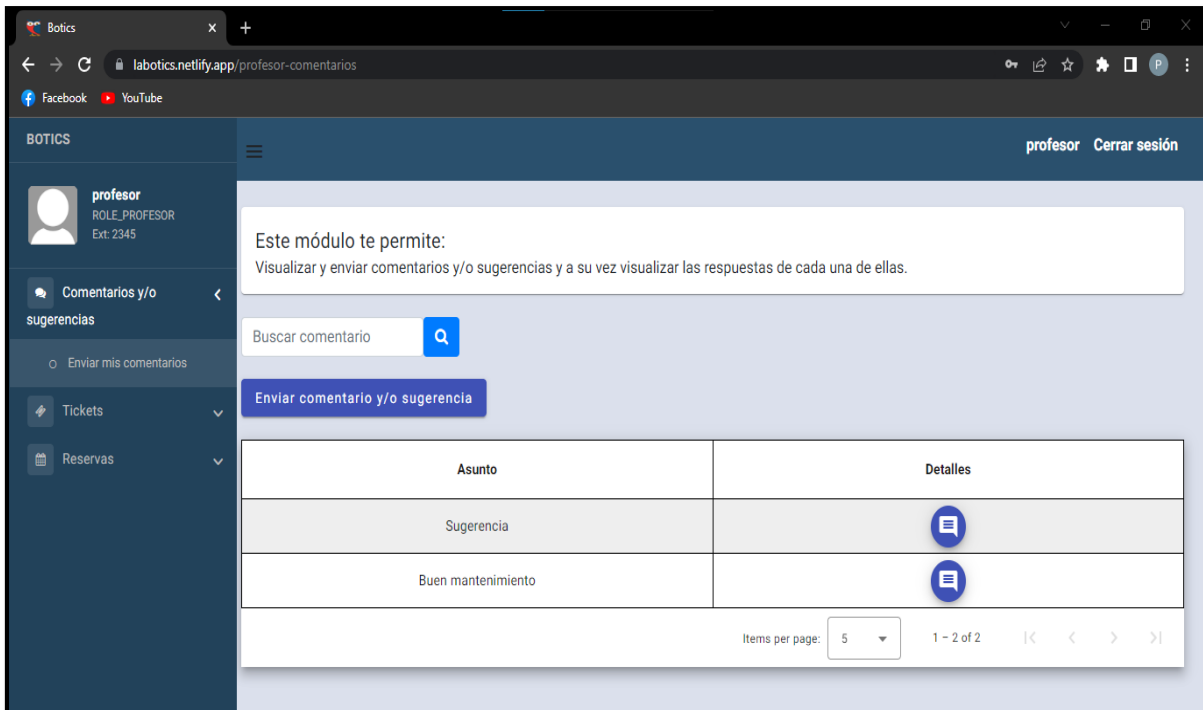 Botics
labotics.netlify.app/profesor-comentarios
P
Facebook YouTube
BOTICS
profesor
ROLE_PROFESOR
Ext: 2345
Comentarios y/o
sugerencias
Enviar mis comentarios
Tickets
Reservas
profesor Cerrar sesión
Este módulo te permite:
Visualizar y enviar comentarios y/o sugerencias y a su vez visualizar las respuestas de cada una de ellas.
Buscar comentario
Enviar comentario y/o sugerencia
Asunto Detalles
Sugerencia
Buen mantenimiento
Items per page: 5 1 – 2 of 2